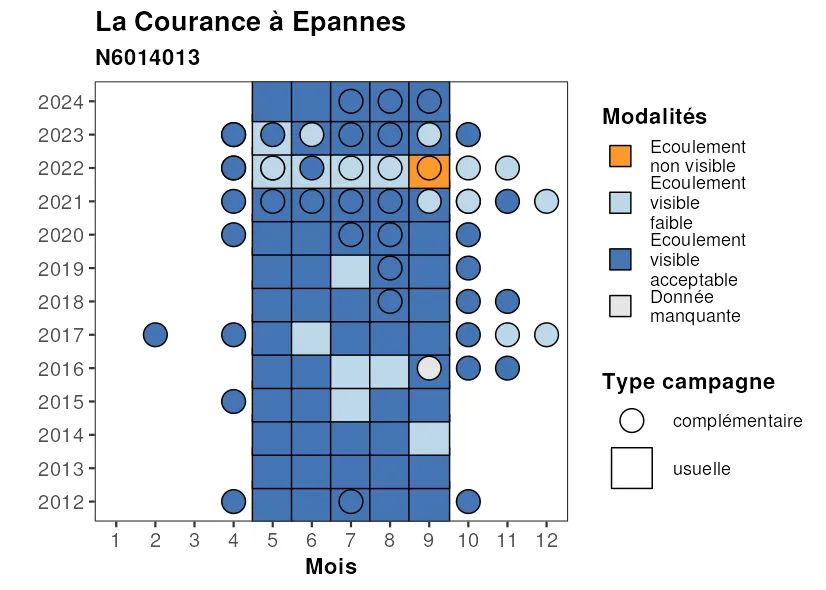 La Courance à Epannes
N6014013
2024
2023
2022
2021
2020
2019
2018
2017
2016
2015
2014
2013
2012
1 2 3 4 5 6 7 8 9 10 11 12
Mois
Modalités
Ecoulement
non visible
Ecoulement
visible
faible
Ecoulement
visible
acceptable
Donnée
manquante
Type campagne
complémentaire
usuelle